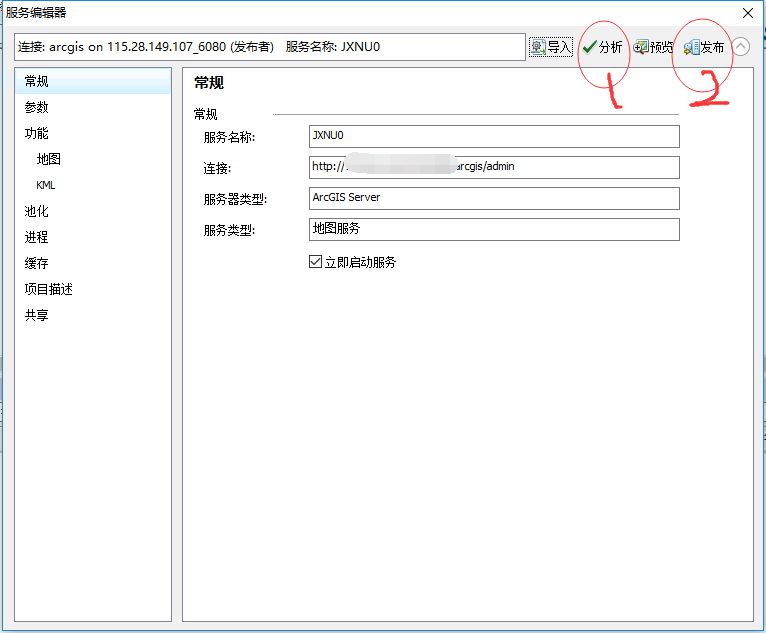 服务编辑器
连接: arcgis on 115.28.149.107_6080 (发布者) 服务名称: JXNU0 导入 分析 预览 发布
1 2
常规
参数
功能
地图
KML
池化
进程
缓存
项目描述
共享
常规
常规
服务名称: JXNU0
连接: http://. arcgis/admin
服务器类型: ArcGIS Server
服务类型: 地图服务
立即启动服务